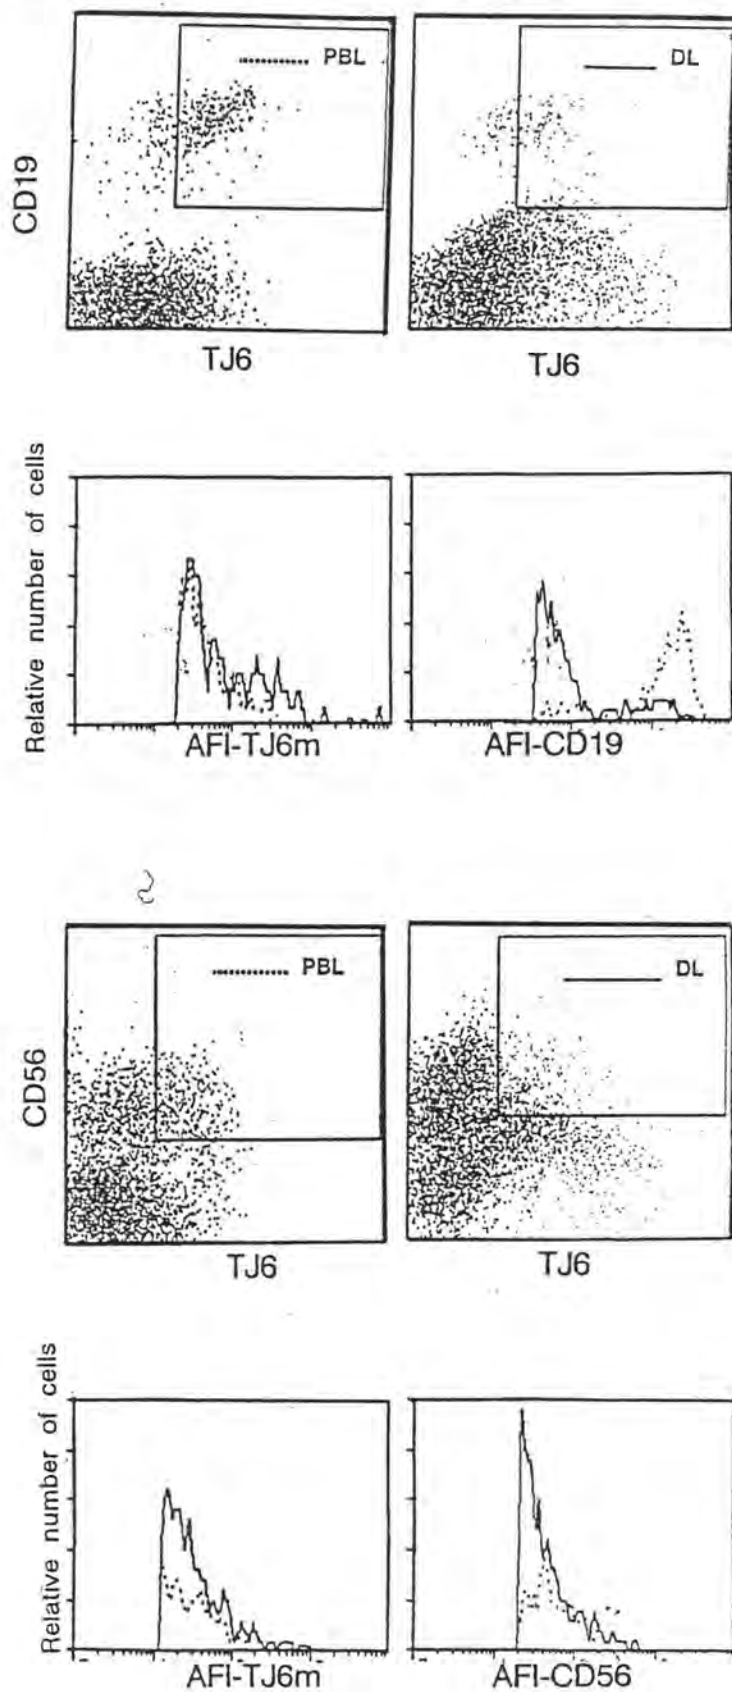 PBL
DL
CD19
TJ6
TJ6
Relative number of cells
AFI-TJ6m
AFI-CD19
PBL
DL
CD56
TJ6
TJ6
Relative number of cells
AFI-TJ6m
AFI-CD56